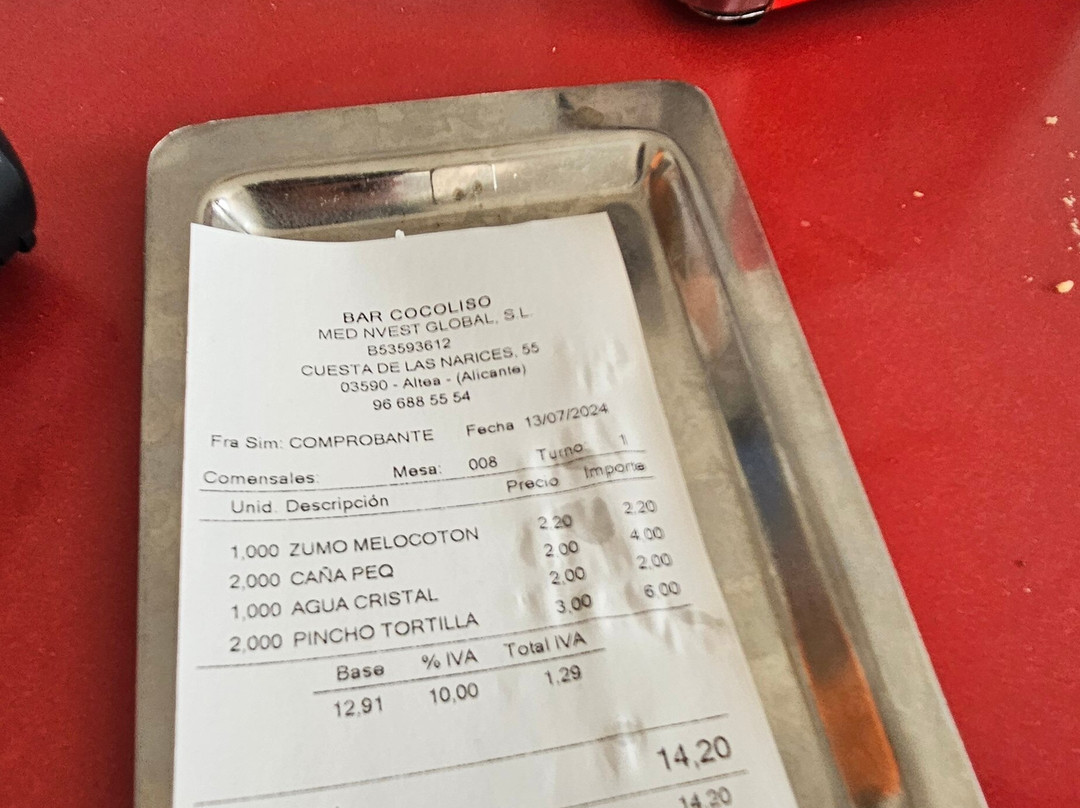 BAR COCOLISO
MED NVEST GLOBAL, S.L.
B53593612
CUESTA DE LAS NARICES, 55
03590 - Altea - (Alicante)
96 688 55 54
Fra Sim: COMPROBANTE Fecha 13/07/2024
Comensales: Mesa: 008 Turno: 1
Unid. Descripción Precio Importe
1,000 ZUMO MELOCOTON 2.20 2.20
2,000 CAÑA PEQ 2.00 4.00
1,000 AGUA CRISTAL 2,00 2,00
2,000 PINCHO TORTILLA 3,00 6.00
Base % IVA Total IVA
12,91 10,00 1,29
14,20
14,20